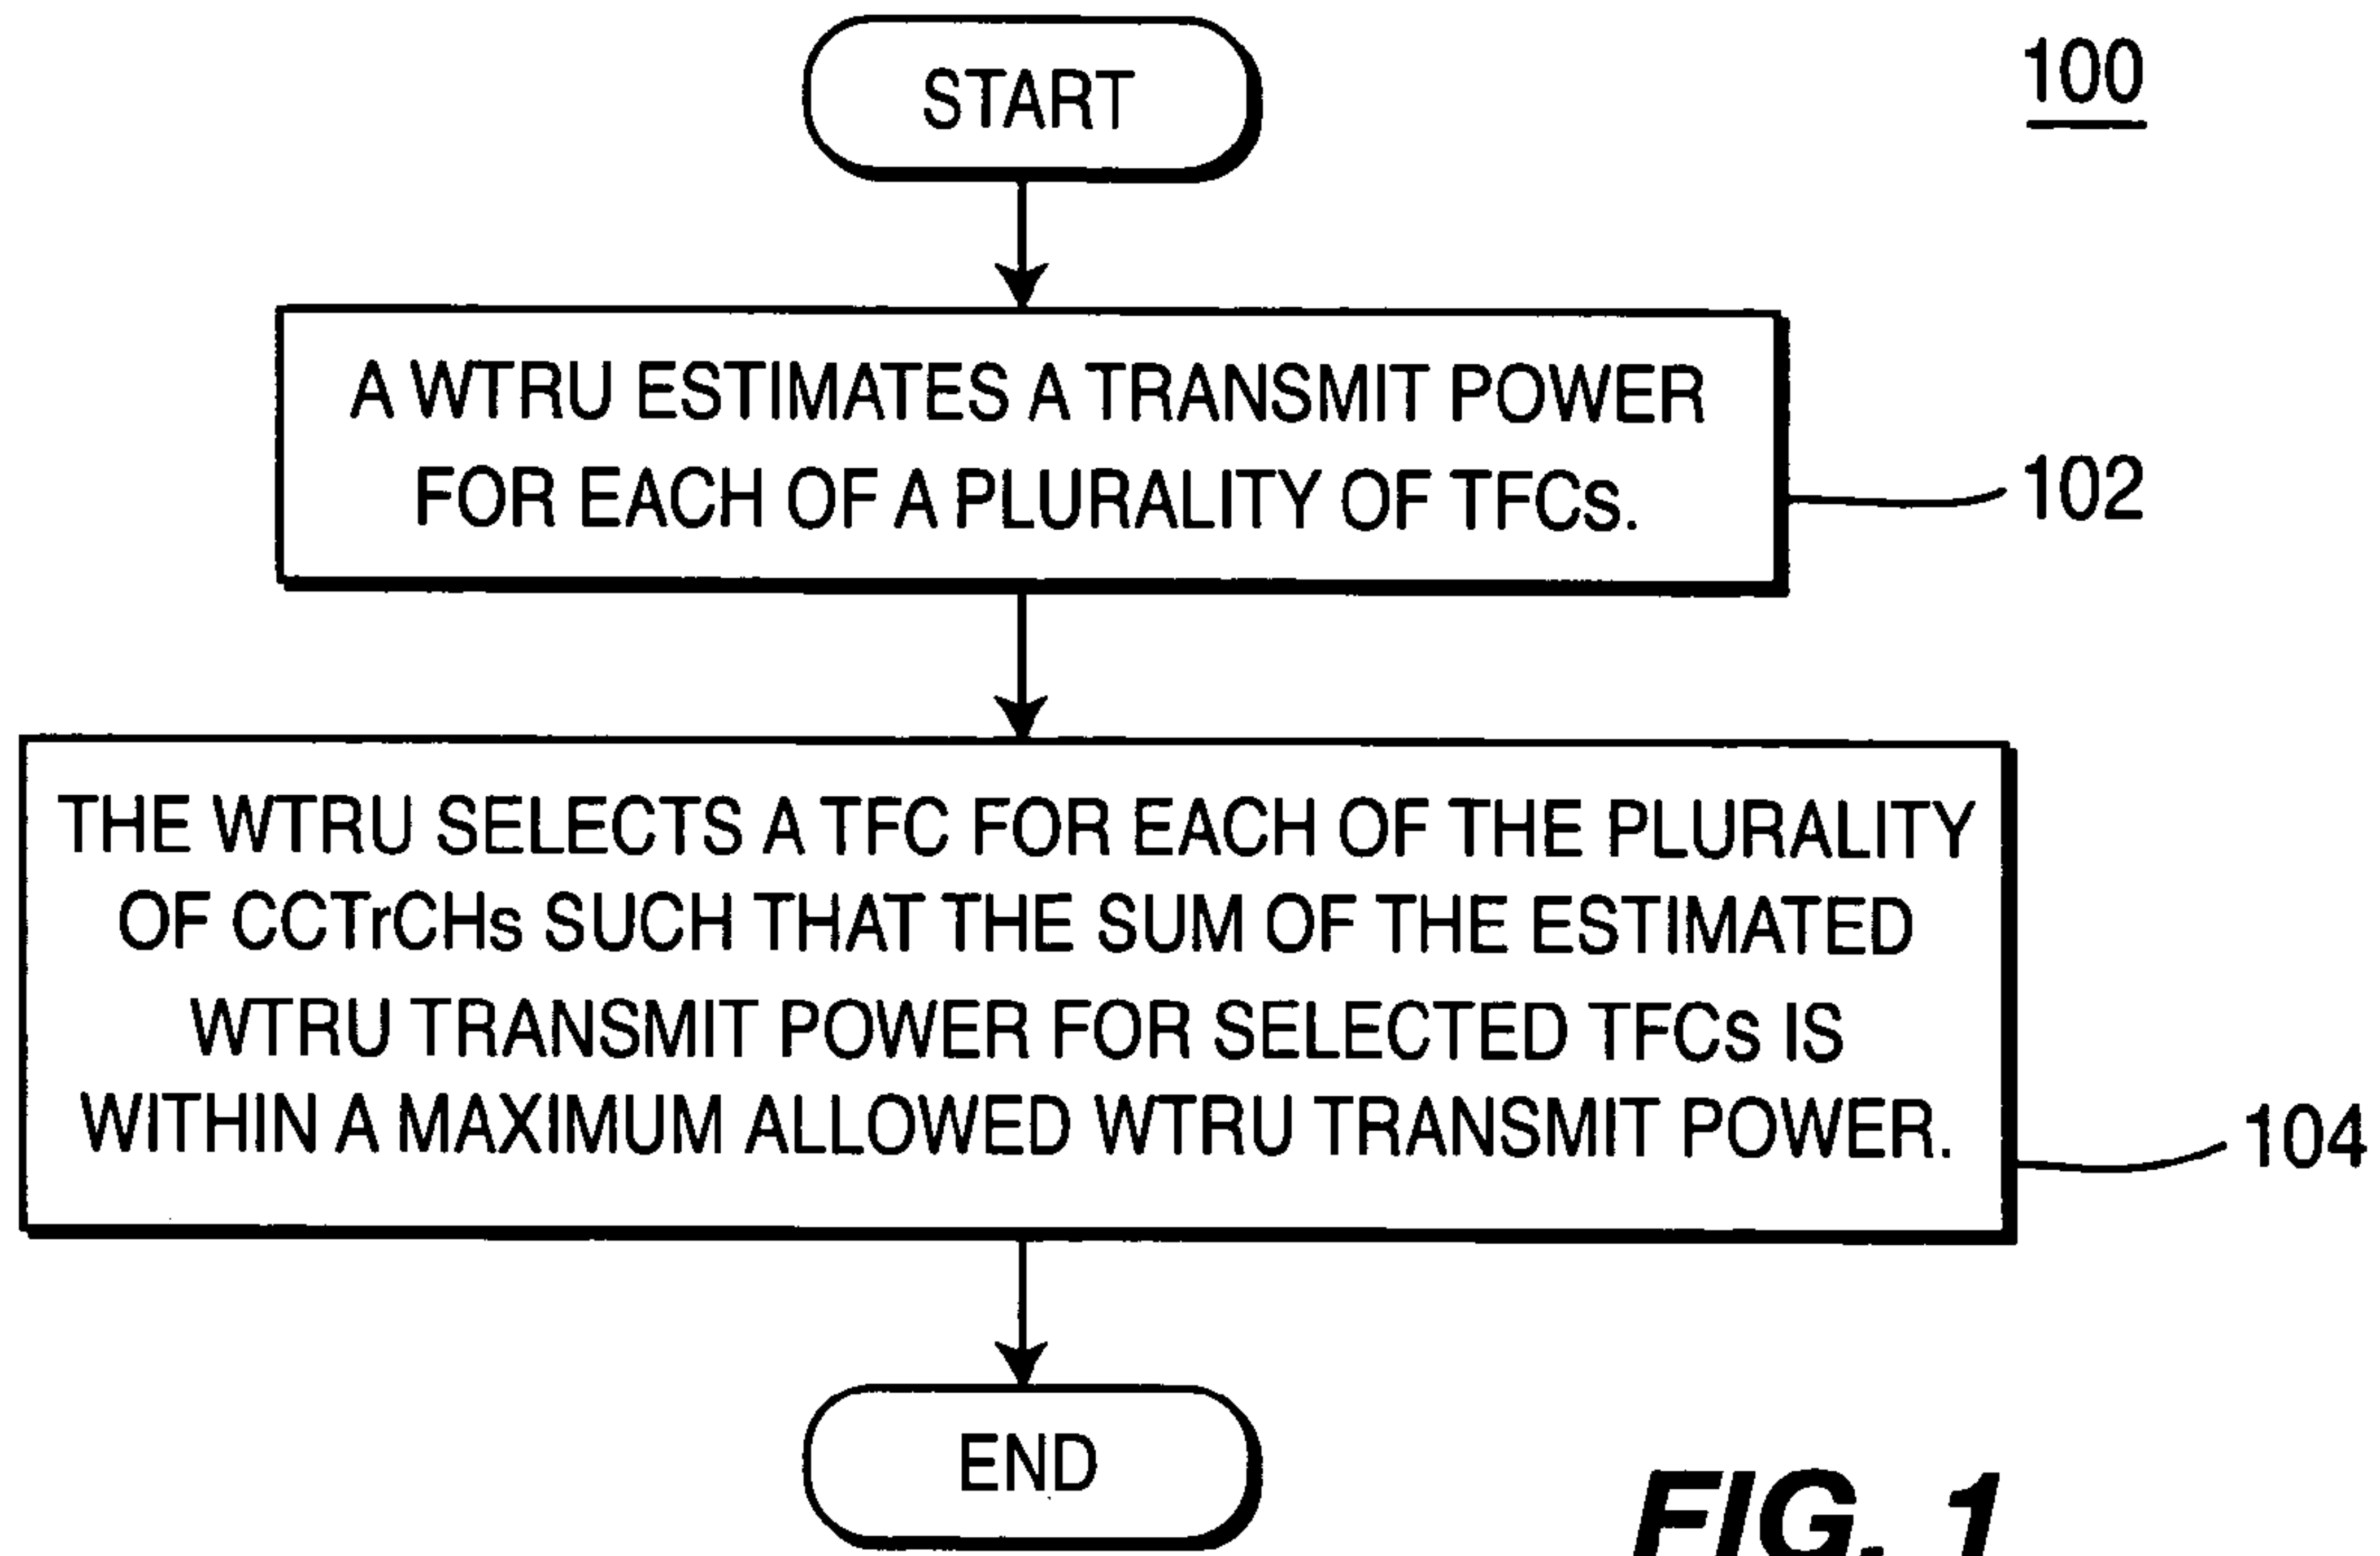 START
100
A WTRU ESTIMATES A TRANSMIT POWER
FOR EACH OF A PLURALITY OF TFCs.
102
THE WTRU SELECTS A TFC FOR EACH OF THE PLURALITY
OF CCTrCHs SUCH THAT THE SUM OF THE ESTIMATED
WTRU TRANSMIT POWER FOR SELECTED TFCs IS
WITHIN A MAXIMUM ALLOWED WTRU TRANSMIT POWER.
104
END
FIG. 1